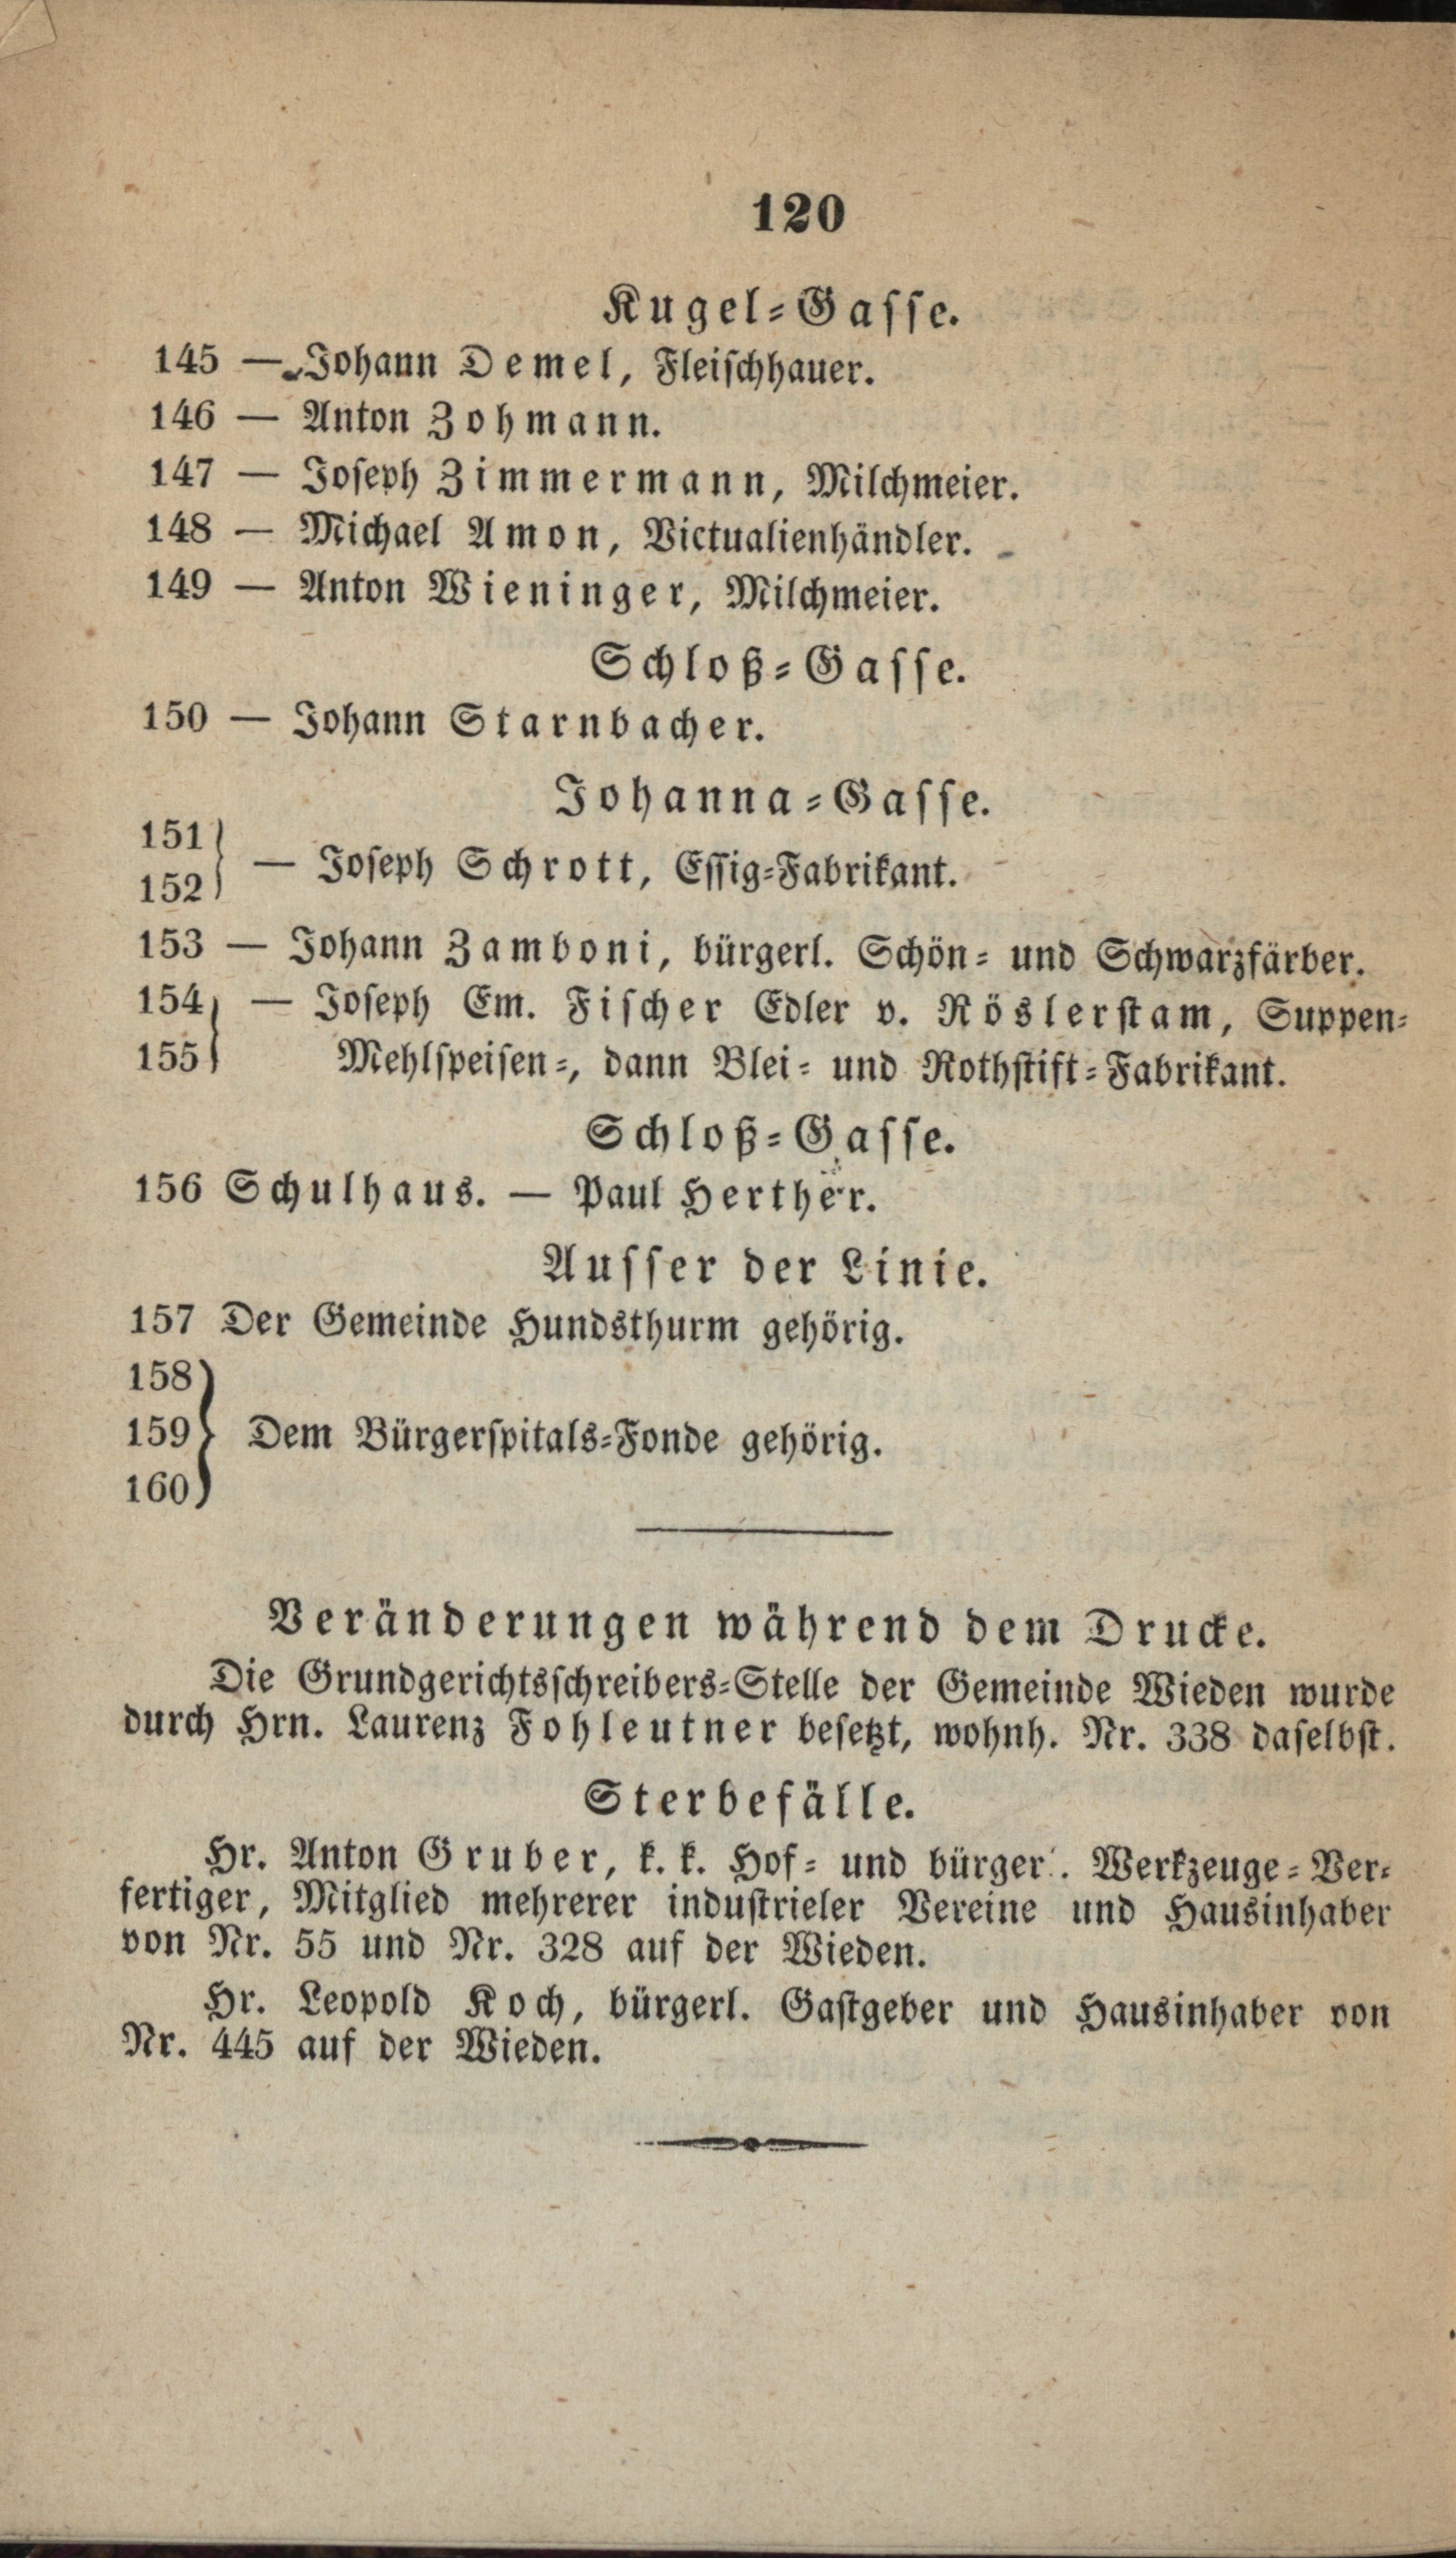 120
Kugel-Gasse.
145 — Johann Demel, Fleischhauer.
146 — Anton Zohmann.
147 — Joseph Zimmermann, Milchmeier.
148 — Michael Amon, Victualienhändler.
149 — Anton Wieninger, Milchmeier.
Schloß-Gasse.
150 — Johann Starnbacher.
Johanna-Gasse.
151
152 } — Joseph Schrott, Essig-Fabrikant.
153 — Johann Zamboni, bürgerl. Schön- und Schwarzfärber.
154 — Joseph Em. Fischer Edler v. Röslerstam, Suppen-
155 } Mehlspeisen-, dann Blei- und Rothstift-Fabrikant.
Schloß-Gasse.
156 Schulhaus. — Paul Herther.
Ausser der Linie.
157 Der Gemeinde Hundsthurm gehörig.
158
159 } Dem Bürgerspitals-Fonde gehörig.
160
Veränderungen während dem Drucke.
Die Grundgerichtsschreibers-Stelle der Gemeinde Wieden wurde
durch Hrn. Laurenz Fohleutner besetzt, wohnh. Nr. 338 daselbst.
Sterbefälle.
Hr. Anton Gruber, k. k. Hof- und bürgerl. Werkzeuge-Ver-
fertiger, Mitglied mehrerer industrieler Vereine und Hausinhaber
von Nr. 55 und Nr. 328 auf der Wieden.
Hr. Leopold Koch, bürgerl. Gastgeber und Hausinhaber von
Nr. 445 auf der Wieden.